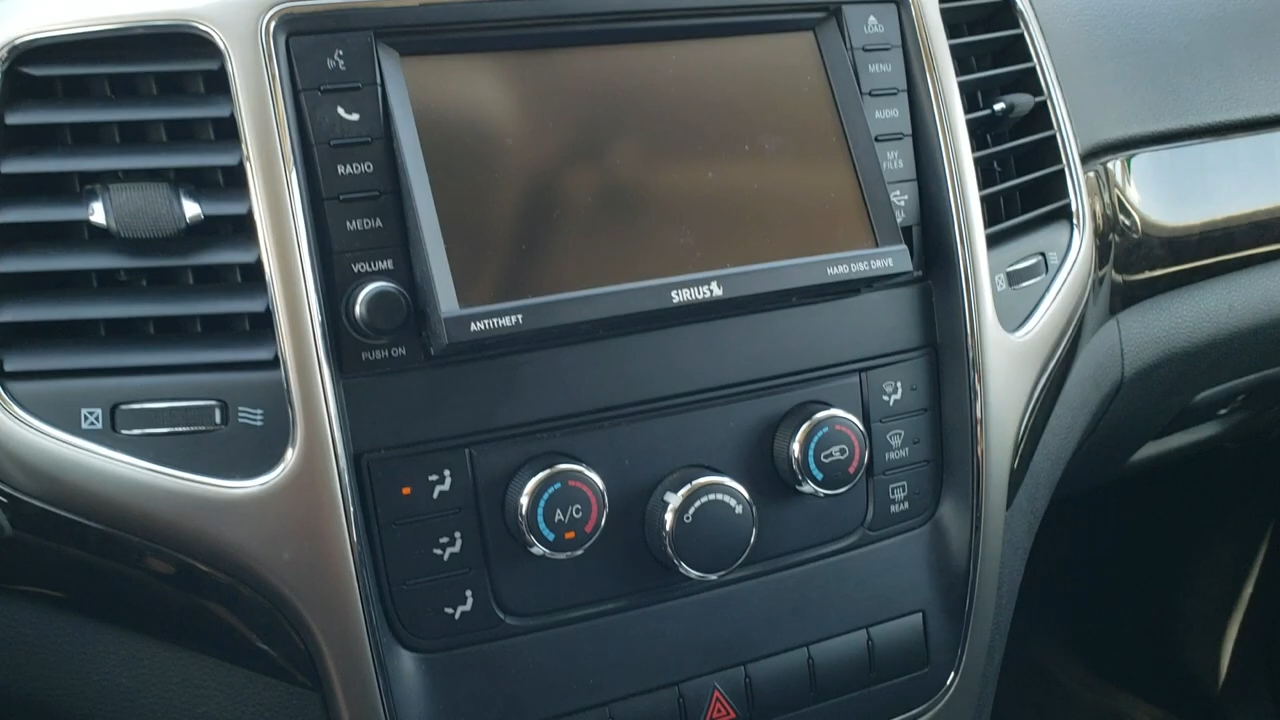 LOAD
MENU
AUDIO
MY
FILES
RADIO
MEDIA
VOLUME
PUSH ON
ANTITHEFT
SIRIUS
HARD DISC DRIVE
A/C
FRONT
REAR